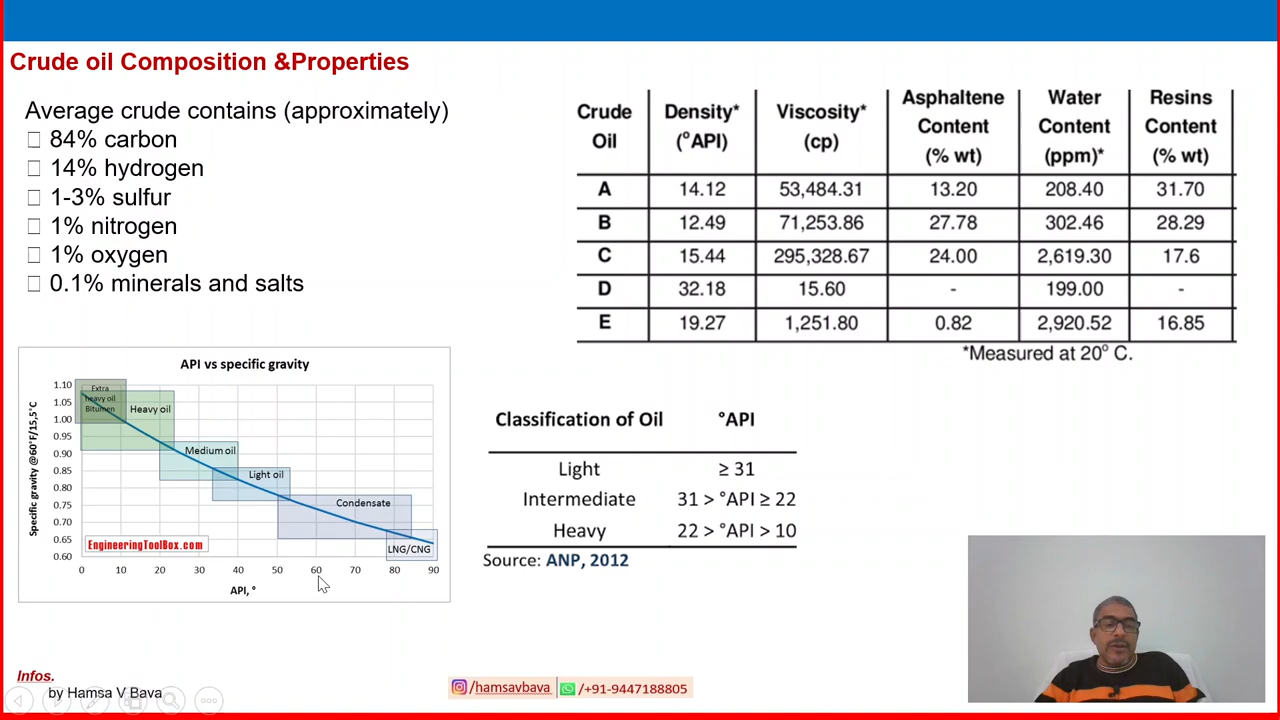 Crude oil Composition &Properties
Average crude contains (approximately)
84% carbon
14% hydrogen
1-3% sulfur
1% nitrogen
1% oxygen
0.1% minerals and salts
Crude Oil Density* (°API) Viscosity* (cp) Asphaltene Content (% wt) Water Content (ppm)* Resins Content (% wt)
A 14.12 53,484.31 13.20 208.40 31.70
B 12.49 71,253.86 27.78 302.46 28.29
C 15.44 295,328.67 24.00 2,619.30 17.6
D 32.18 15.60 - 199.00 -
E 19.27 1,251.80 0.82 2,920.52 16.85
*Measured at 20° C.
API vs specific gravity
Specific gravity @60°F/15,5°C
1.10
1.05
1.00
0.95
0.90
0.85
0.80
0.75
0.70
0.65
0.60
Extra
heavy oil
Bitumen
Heavy oil
Medium oil
Light oil
Condensate
LNG/CNG
EngineeringToolBox.com
0 10 20 30 40 50 60 70 80 90
API, °
Classification of Oil °API
Light ≥ 31
Intermediate 31 > °API ≥ 22
Heavy 22 > °API > 10
Source: ANP, 2012
Infos.
by Hamsa V Bava
/hamsavbava /+91-9447188805